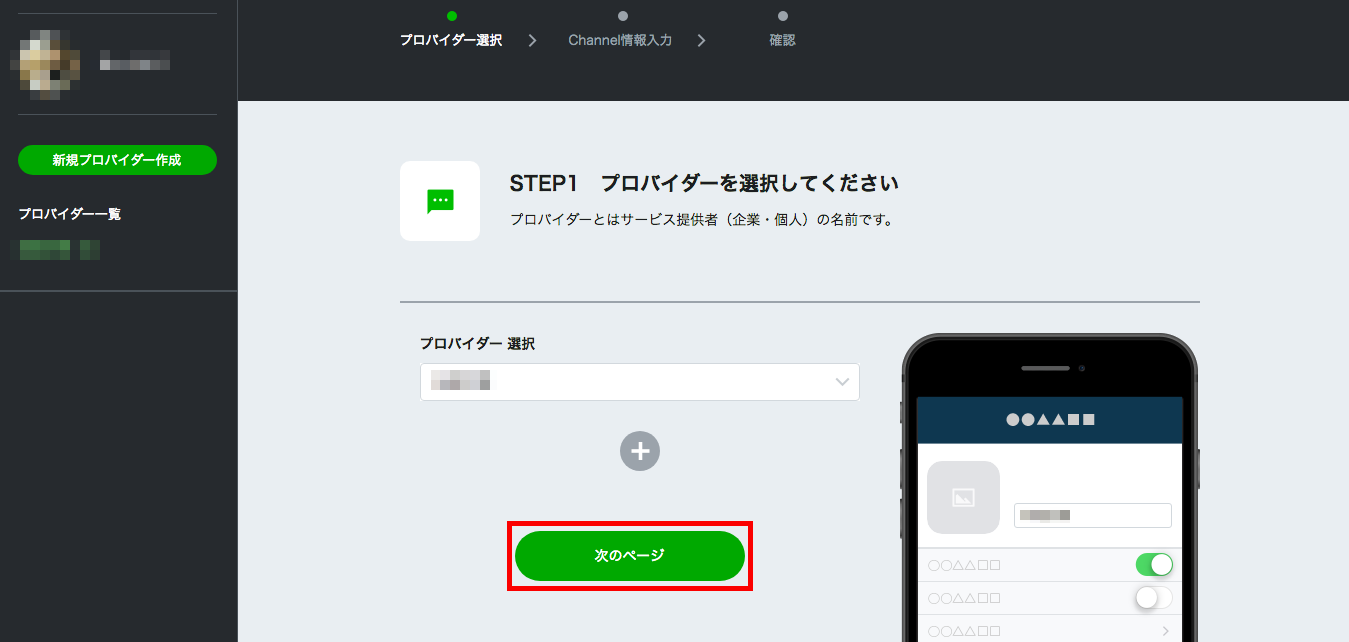 プロバイダー選択
Channel情報入力
確認
新規プロバイダー作成
プロバイダー一覧
STEP1　プロバイダーを選択してください
プロバイダーとはサービス提供者（企業・個人）の名前です。
プロバイダー 選択
次のページ
●●▲▲■■
○○△△□□
○○△△□□
○○△△□□